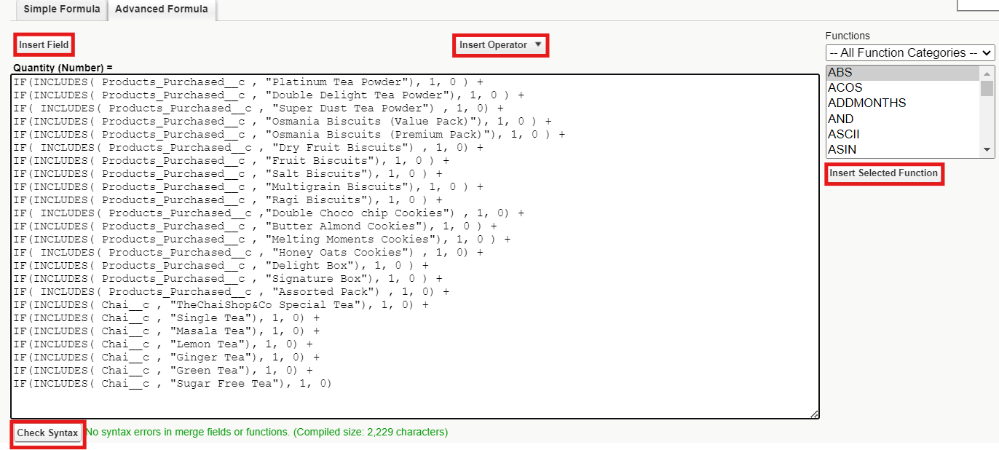 Simple Formula
Advanced Formula
Insert Field
Insert Operator
Functions
-- All Function Categories --
Quantity (Number) =
IF(INCLUDES( Products_Purchased__c , "Platinum Tea Powder"), 1, 0 ) +
IF(INCLUDES( Products_Purchased__c , "Double Delight Tea Powder"), 1, 0 ) +
IF( INCLUDES( Products_Purchased__c , "Super Dust Tea Powder") , 1, 0) +
IF(INCLUDES( Products_Purchased__c , "Osmania Biscuits (Value Pack)"), 1, 0 ) +
IF(INCLUDES( Products_Purchased__c , "Osmania Biscuits (Premium Pack)"), 1, 0 ) +
IF( INCLUDES( Products_Purchased__c , "Dry Fruit Biscuits") , 1, 0) +
IF(INCLUDES( Products_Purchased__c , "Fruit Biscuits"), 1, 0 ) +
IF(INCLUDES( Products_Purchased__c , "Salt Biscuits"), 1, 0 ) +
IF(INCLUDES( Products_Purchased__c , "Multigrain Biscuits"), 1, 0 ) +
IF(INCLUDES( Products_Purchased__c , "Ragi Biscuits"), 1, 0 ) +
IF( INCLUDES( Products_Purchased__c ,"Double Choco chip Cookies") , 1, 0) +
IF(INCLUDES( Products_Purchased__c , "Butter Almond Cookies"), 1, 0 ) +
IF(INCLUDES( Products_Purchased__c , "Melting Moments Cookies"), 1, 0 ) +
IF( INCLUDES( Products_Purchased__c , "Honey Oats Cookies") , 1, 0) +
IF(INCLUDES( Products_Purchased__c , "Delight Box"), 1, 0 ) +
IF(INCLUDES( Products_Purchased__c , "Signature Box"), 1, 0 ) +
IF( INCLUDES( Products_Purchased__c , "Assorted Pack") , 1, 0) +
IF(INCLUDES( Chai__c , "TheChaiShop&Co Special Tea"), 1, 0) +
IF(INCLUDES( Chai__c , "Single Tea"), 1, 0) +
IF(INCLUDES( Chai__c , "Masala Tea"), 1, 0) +
IF(INCLUDES( Chai__c , "Lemon Tea"), 1, 0) +
IF(INCLUDES( Chai__c , "Ginger Tea"), 1, 0) +
IF(INCLUDES( Chai__c , "Green Tea"), 1, 0) +
IF(INCLUDES( Chai__c , "Sugar Free Tea"), 1, 0)
ABS
ACOS
ADDMONTHS
AND
ASCII
ASIN
Insert Selected Function
Check Syntax
No syntax errors in merge fields or functions. (Compiled size: 2,229 characters)